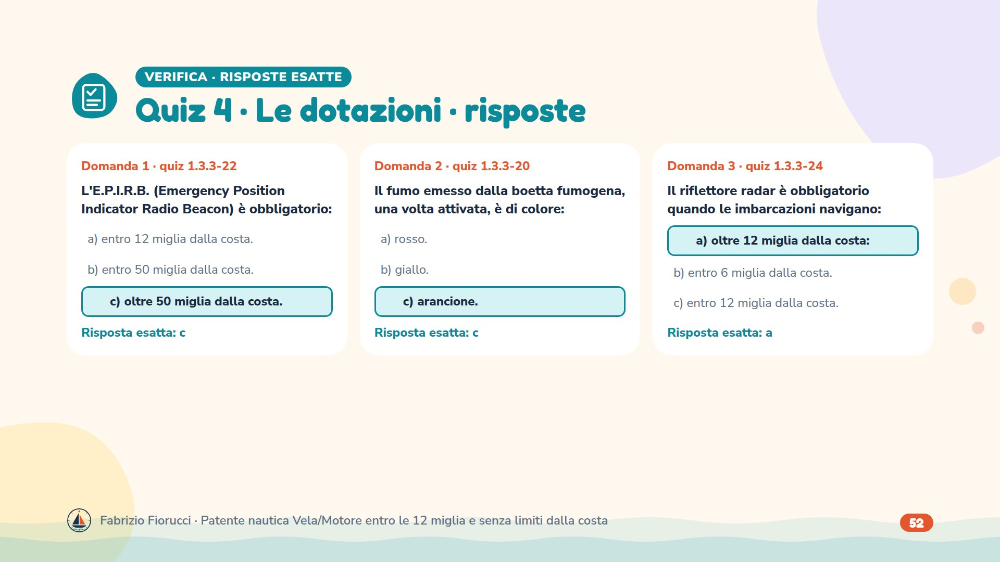 VERIFICA · RISPOSTE ESATTE
Quiz 4 · Le dotazioni · risposte
Domanda 1 · quiz 1.3.3-22
L'E.P.I.R.B. (Emergency Position
Indicator Radio Beacon) è obbligatorio:
a) entro 12 miglia dalla costa.
b) entro 50 miglia dalla costa.
c) oltre 50 miglia dalla costa.
Risposta esatta: c
Domanda 2 · quiz 1.3.3-20
Il fumo emesso dalla boetta fumogena,
una volta attivata, è di colore:
a) rosso.
b) giallo.
c) arancione.
Risposta esatta: c
Domanda 3 · quiz 1.3.3-24
Il riflettore radar è obbligatorio
quando le imbarcazioni navigano:
a) oltre 12 miglia dalla costa:
b) entro 6 miglia dalla costa.
c) entro 12 miglia dalla costa.
Risposta esatta: a
Fabrizio Fiorucci · Patente nautica Vela/Motore entro le 12 miglia e senza limiti dalla costa
52